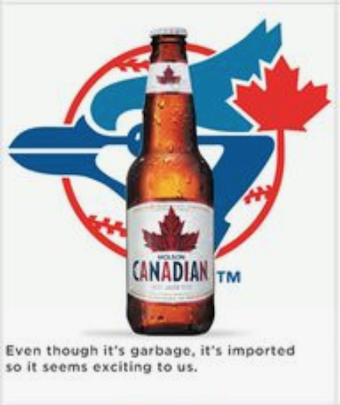 MOLSON
CANADIAN
TM
Even though it's garbage, it's imported
so it seems exciting to us.